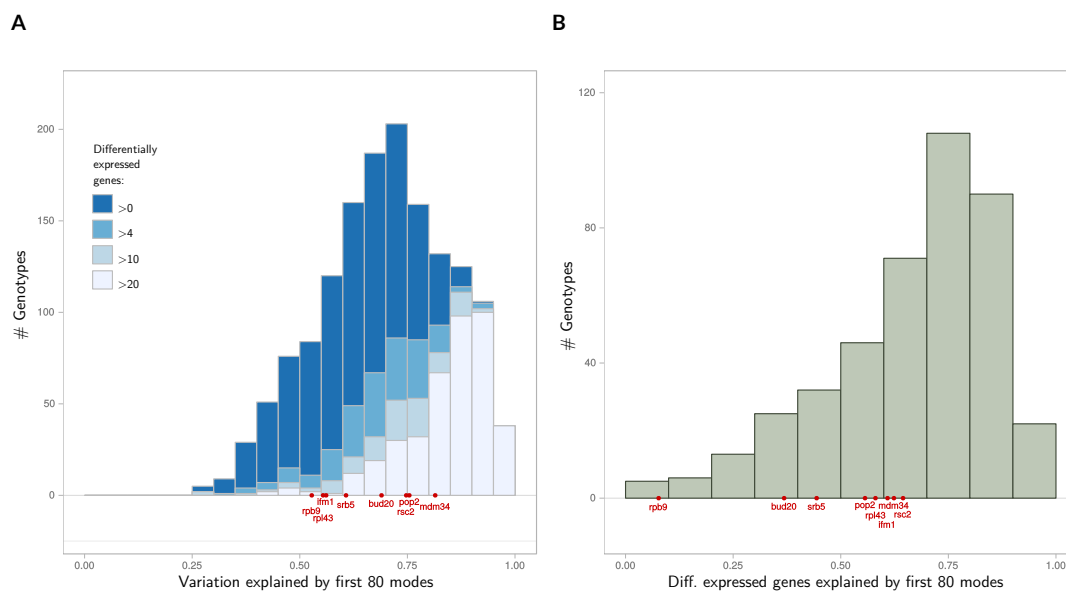 A
B
200
150
100
50
0
# Genotypes
Differentially
expressed
genes:
>0
>4
>10
>20
ifm1
rpb9
rpl43
srb5
bud20
pop2
rsc2
mdm34
0.00
0.25
0.50
0.75
1.00
Variation explained by first 80 modes
120
80
40
0
# Genotypes
rpb9
bud20
srb5
pop2
mdm34
rpl43
rsc2
ifm1
0.00
0.25
0.50
0.75
1.00
Diff. expressed genes explained by first 80 modes